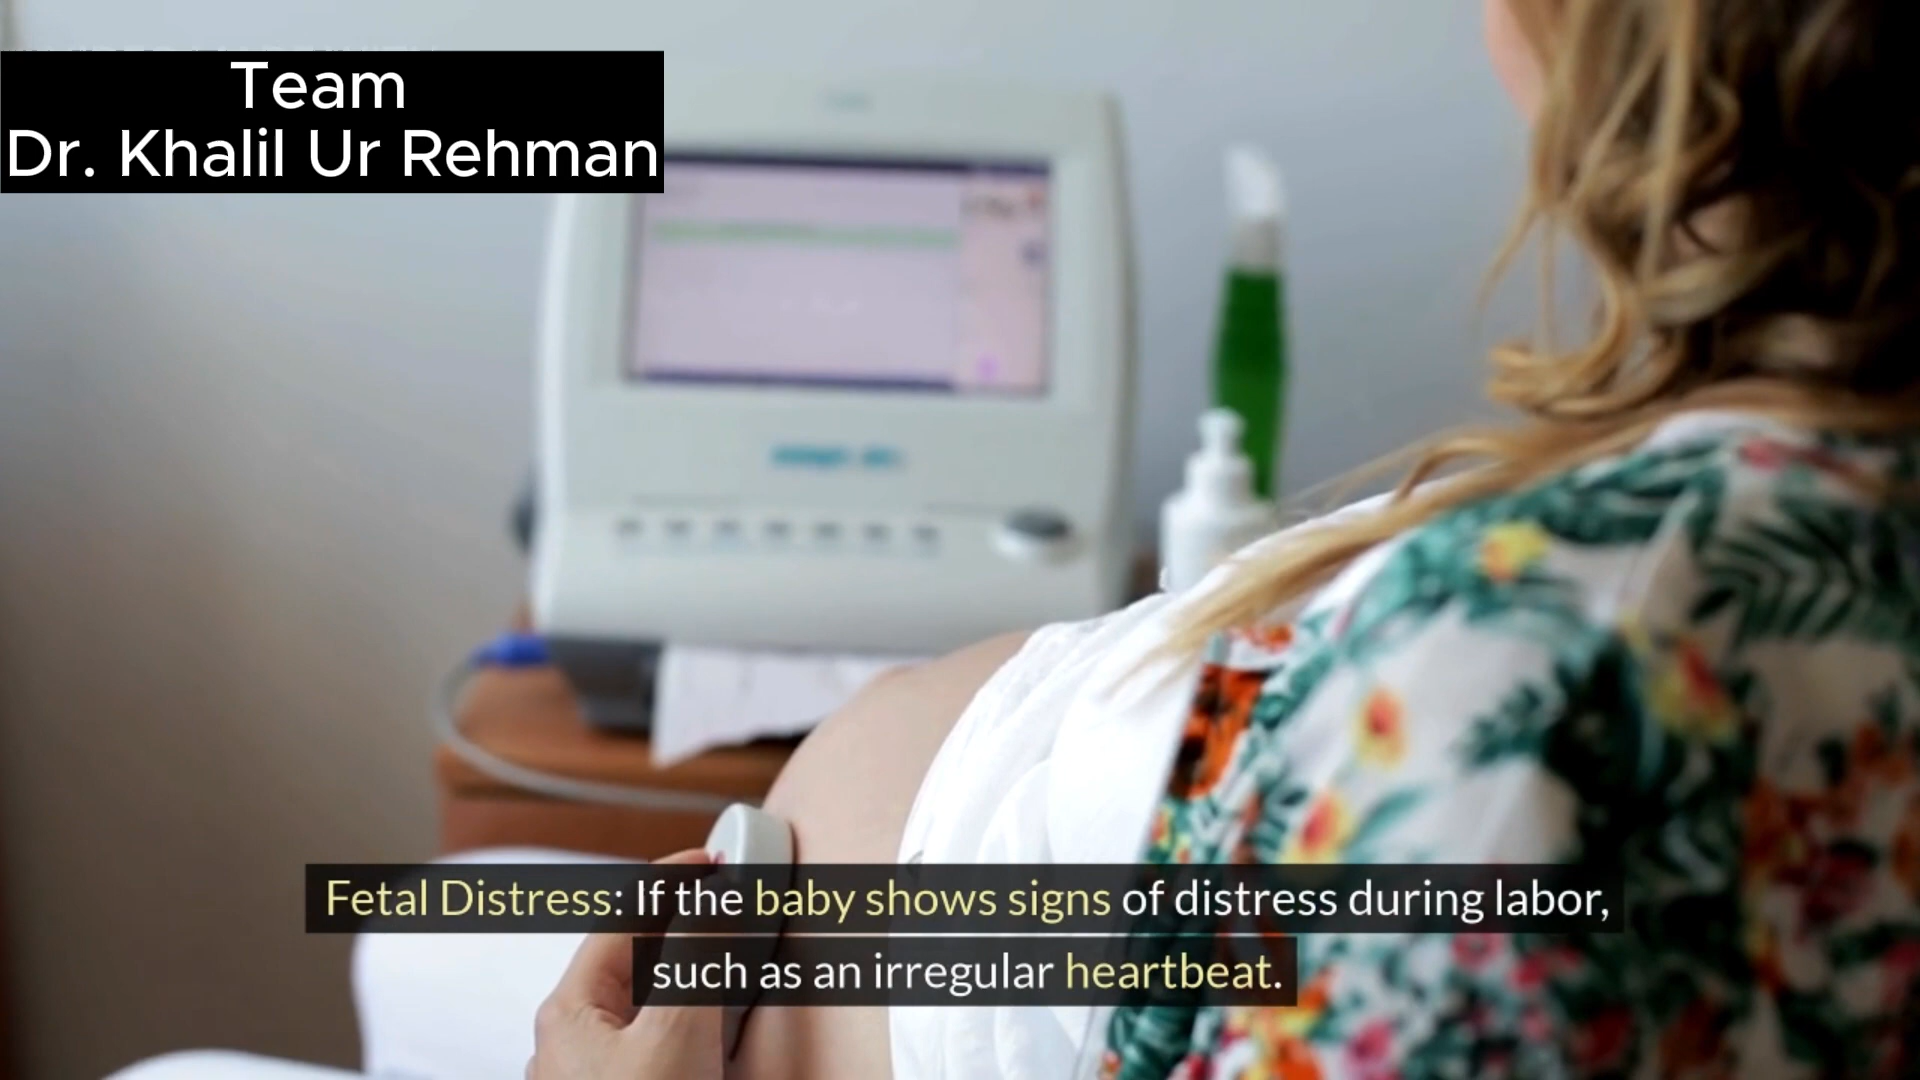 Team
Dr. Khalil Ur Rehman
Fetal Distress: If the baby shows signs of distress during labor,
such as an irregular heartbeat.